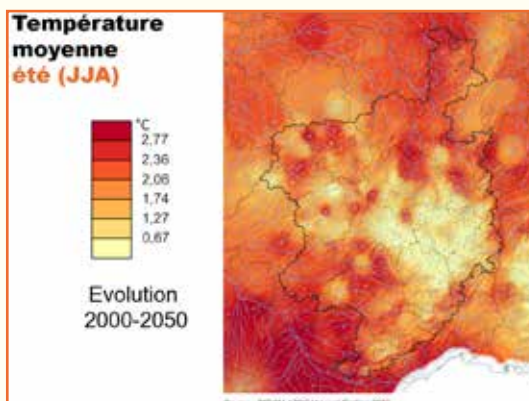 Température
moyenne
été (JJA)
°C
2,77
2,36
2,06
1,74
1,27
0,67
Evolution
2000-2050